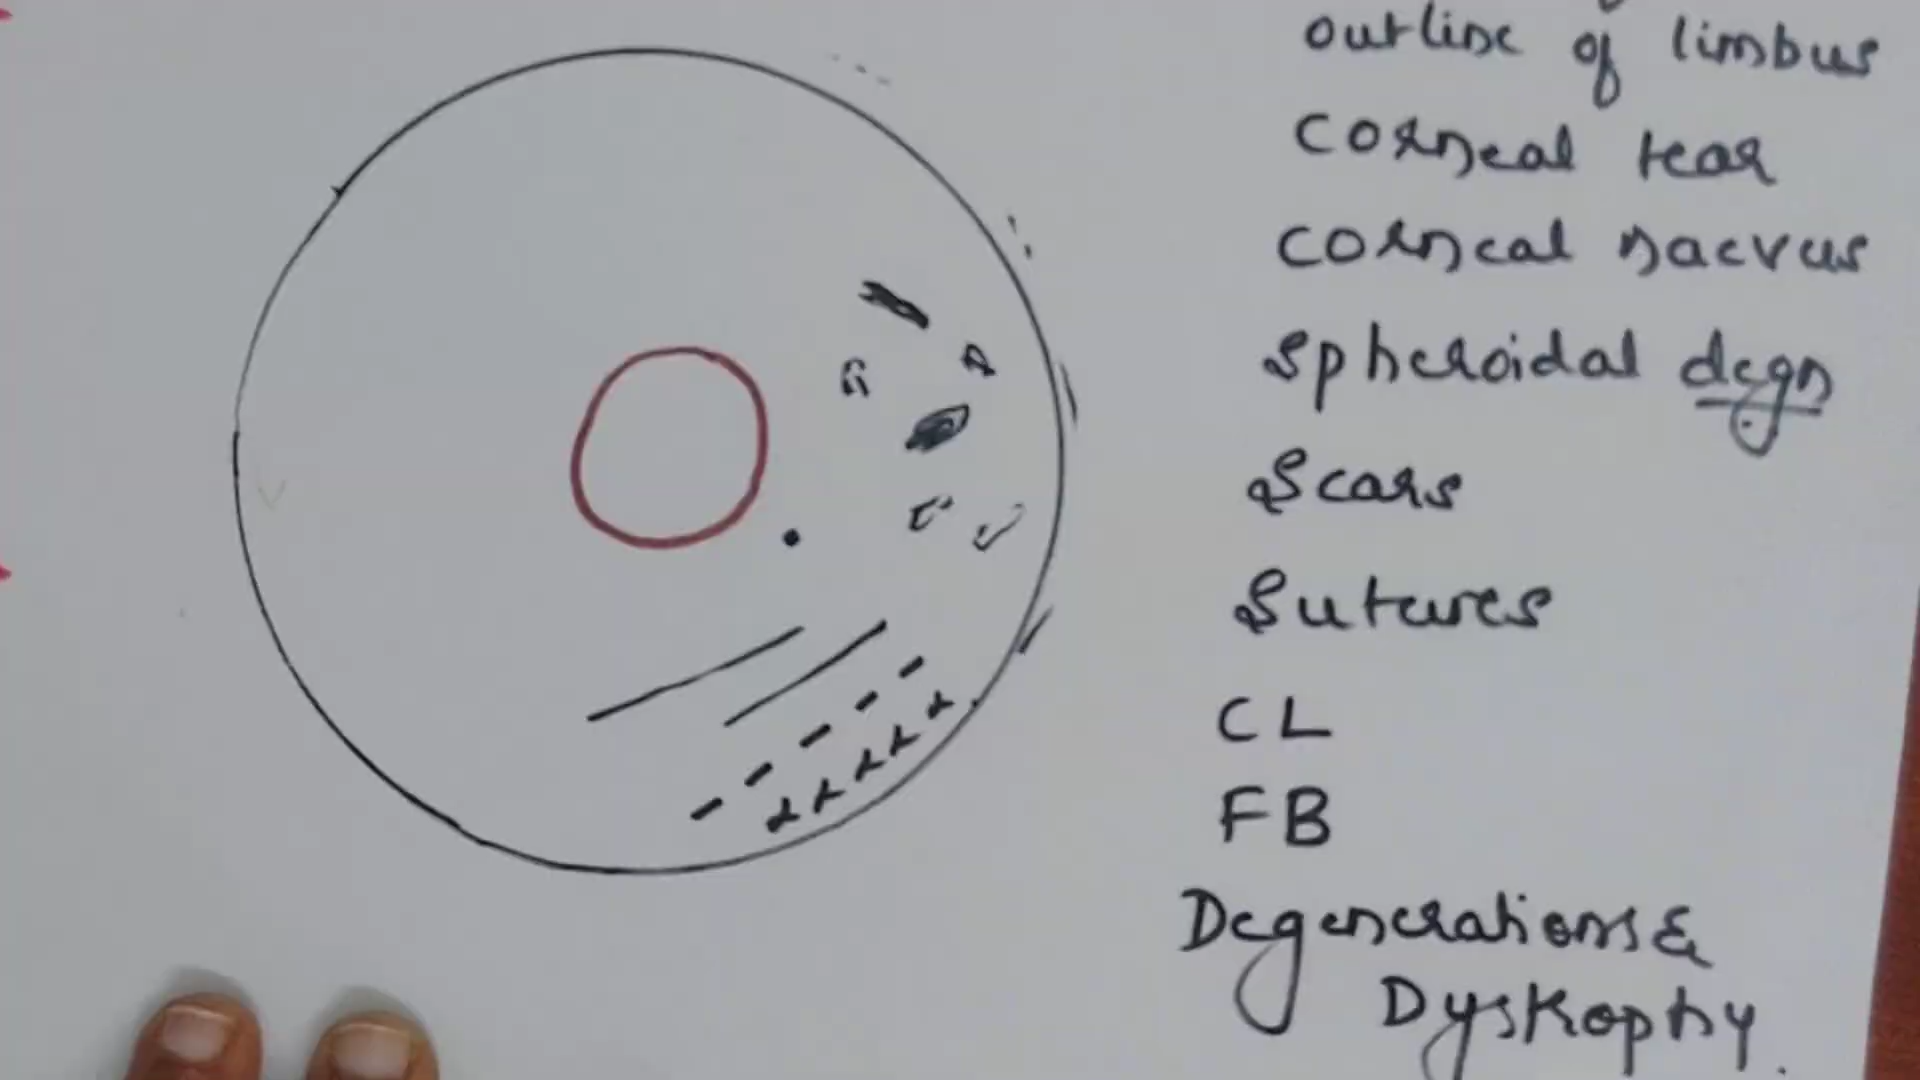 outline of limbus
Corneal tear
Corneal naevus
Spheroidal degn
Scars
Sutures
CL
FB
Degenerations &
Dystrophy.